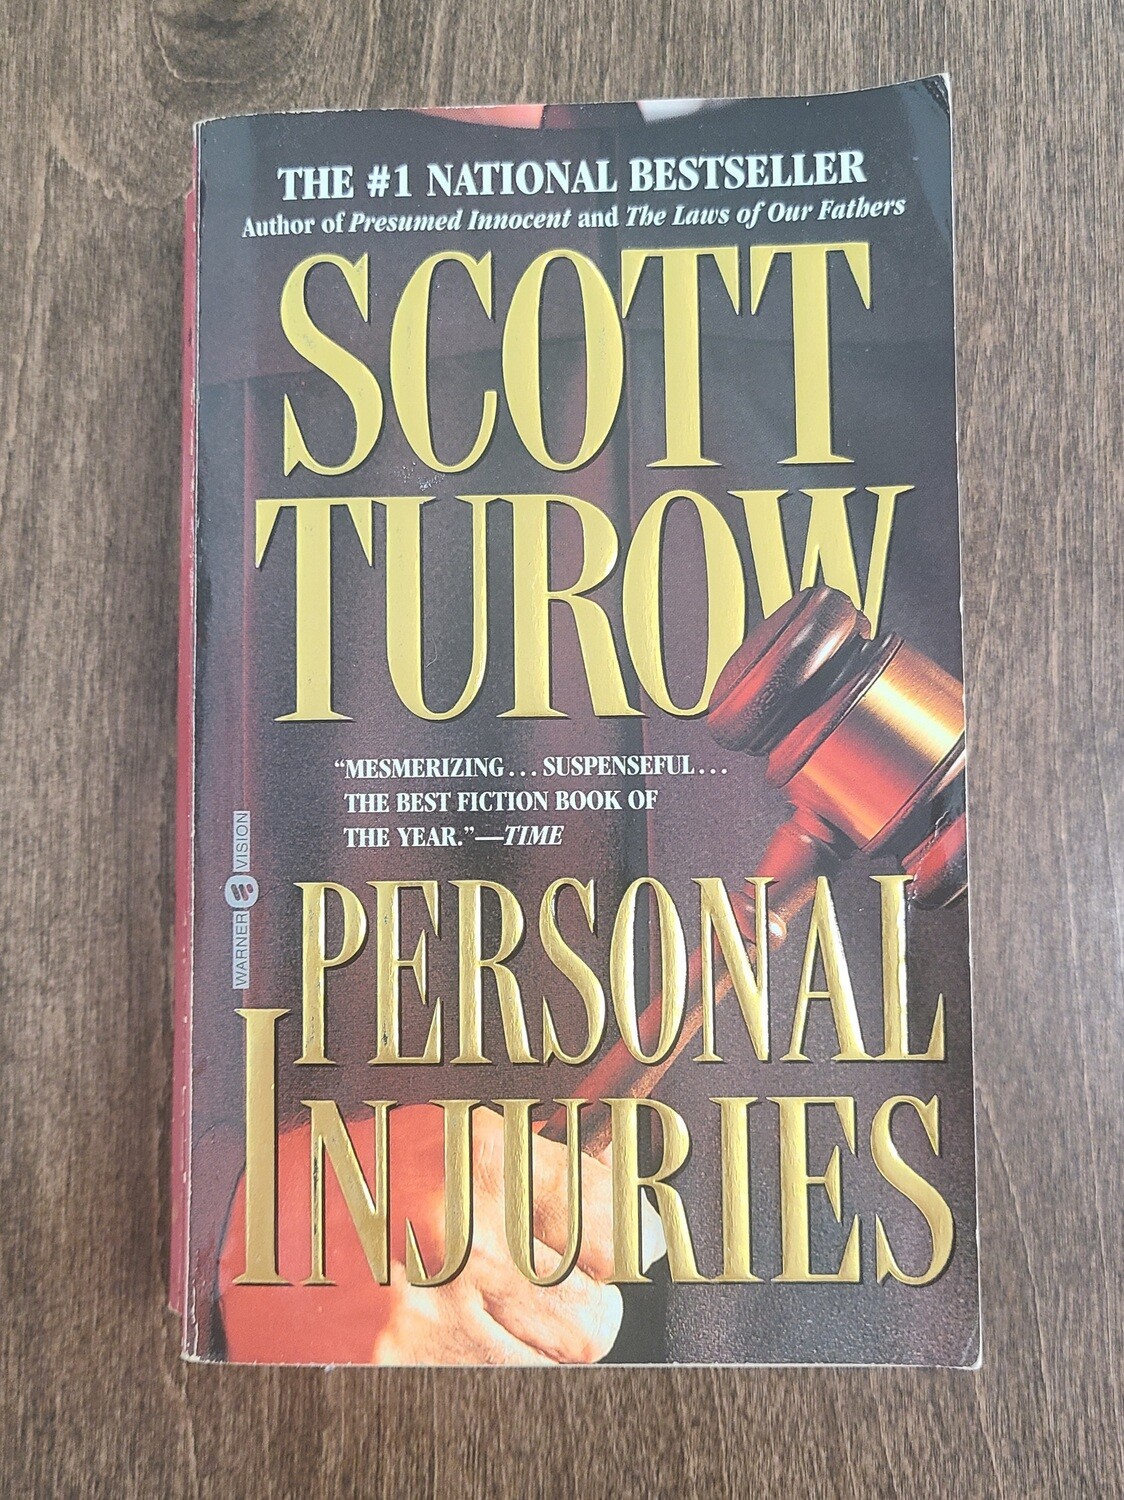 THE #1 NATIONAL BESTSELLER
Author of Presumed Innocent and The Laws of Our Fathers
SCOTT
TUROW
“MESMERIZING... SUSPENSEFUL...
THE BEST FICTION BOOK OF
THE YEAR.”—TIME
WARNER VISION
PERSONAL
INJURIES